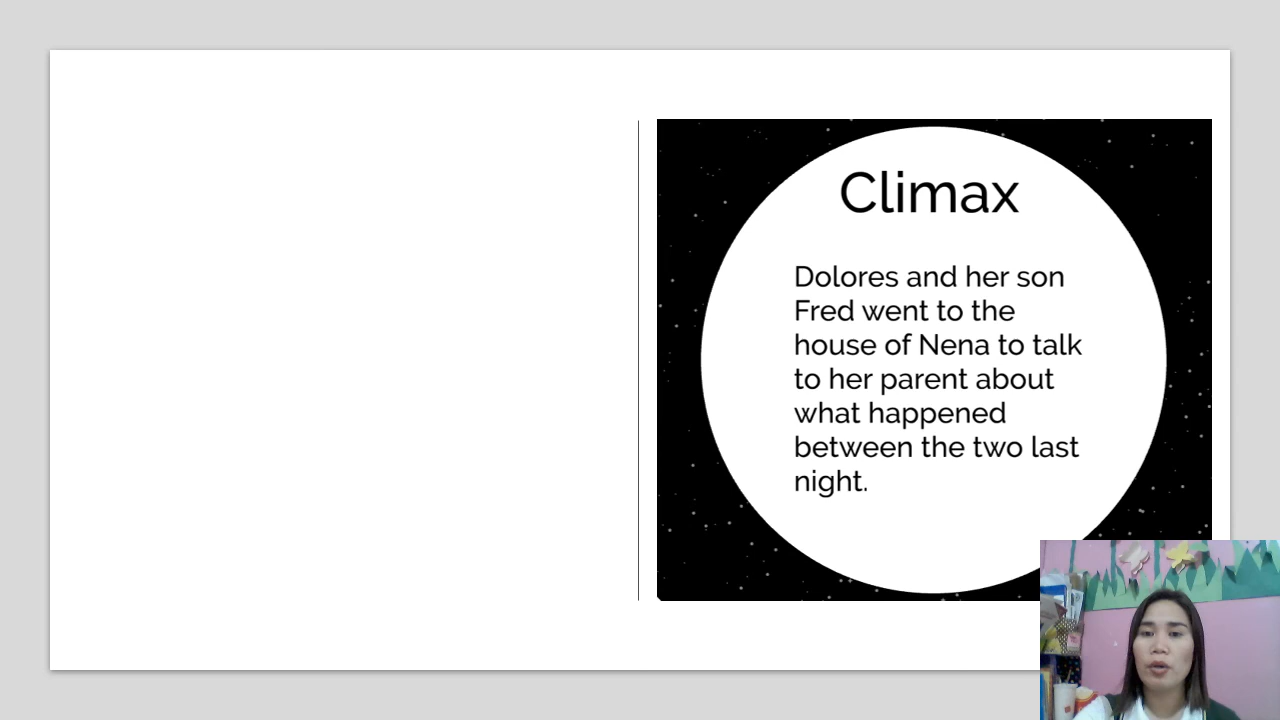 Climax
Dolores and her son
Fred went to the
house of Nena to talk
to her parent about
what happened
between the two last
night.